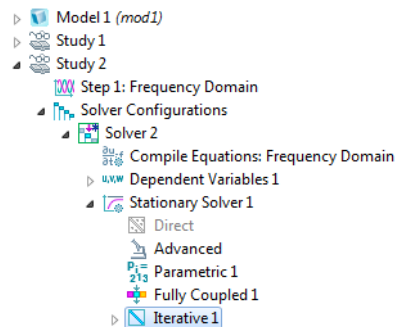 Model 1 (mod1)
Study 1
Study 2
Step 1: Frequency Domain
Solver Configurations
Solver 2
Compile Equations: Frequency Domain
Dependent Variables 1
Stationary Solver 1
Direct
Advanced
Parametric 1
Fully Coupled 1
Iterative 1